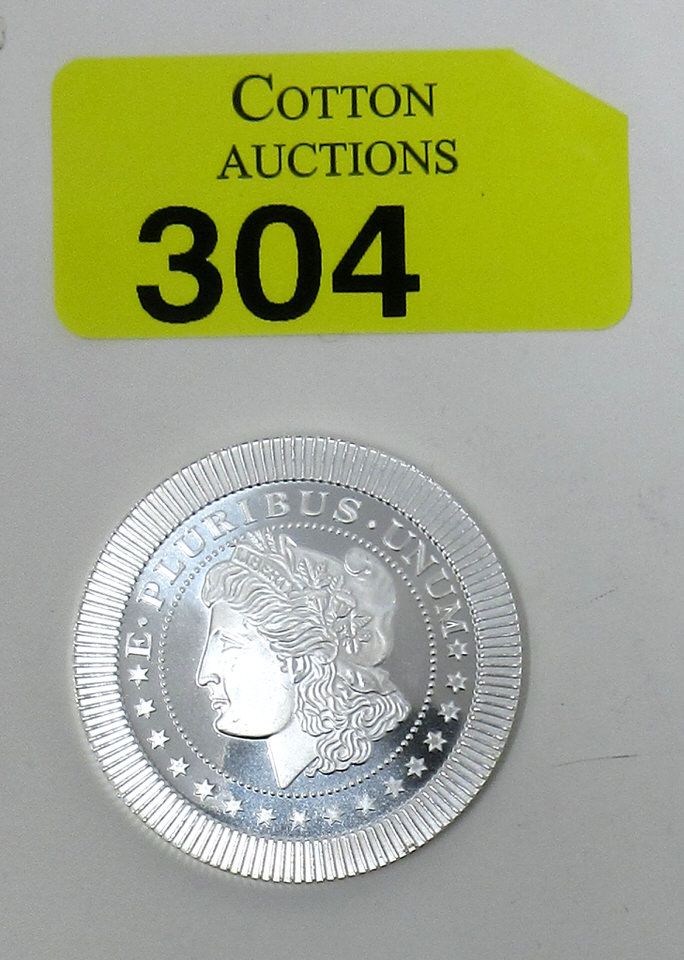 COTTON
AUCTIONS
304
E · PLURIBUS · UNUM
LIBERTY